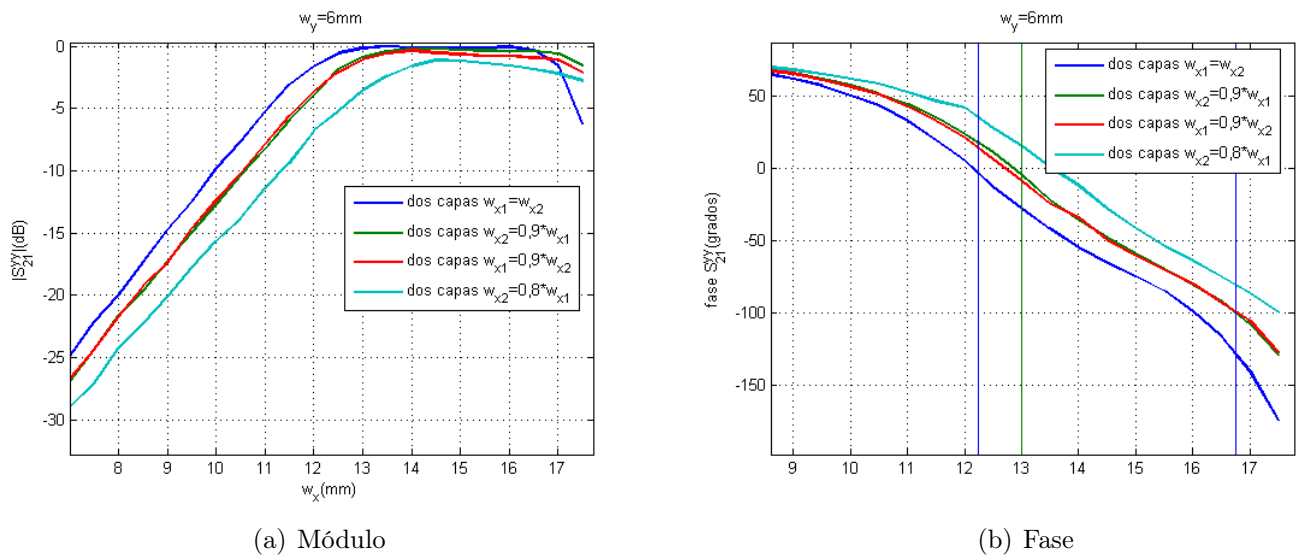 w_y=6mm
0
-5
-10
-15
-20
-25
-30
|S_21^yy|(dB)
dos capas w_x1=w_x2
dos capas w_x2=0,9*w_x1
dos capas w_x1=0,9*w_x2
dos capas w_x2=0,8*w_x1
8 9 10 11 12 13 14 15 16 17
w_x(mm)
(a) Módulo
w_y=6mm
50
0
-50
-100
-150
fase S_21^yy(grados)
dos capas w_x1=w_x2
dos capas w_x2=0,9*w_x1
dos capas w_x1=0,9*w_x2
dos capas w_x2=0,8*w_x1
9 10 11 12 13 14 15 16 17
(b) Fase